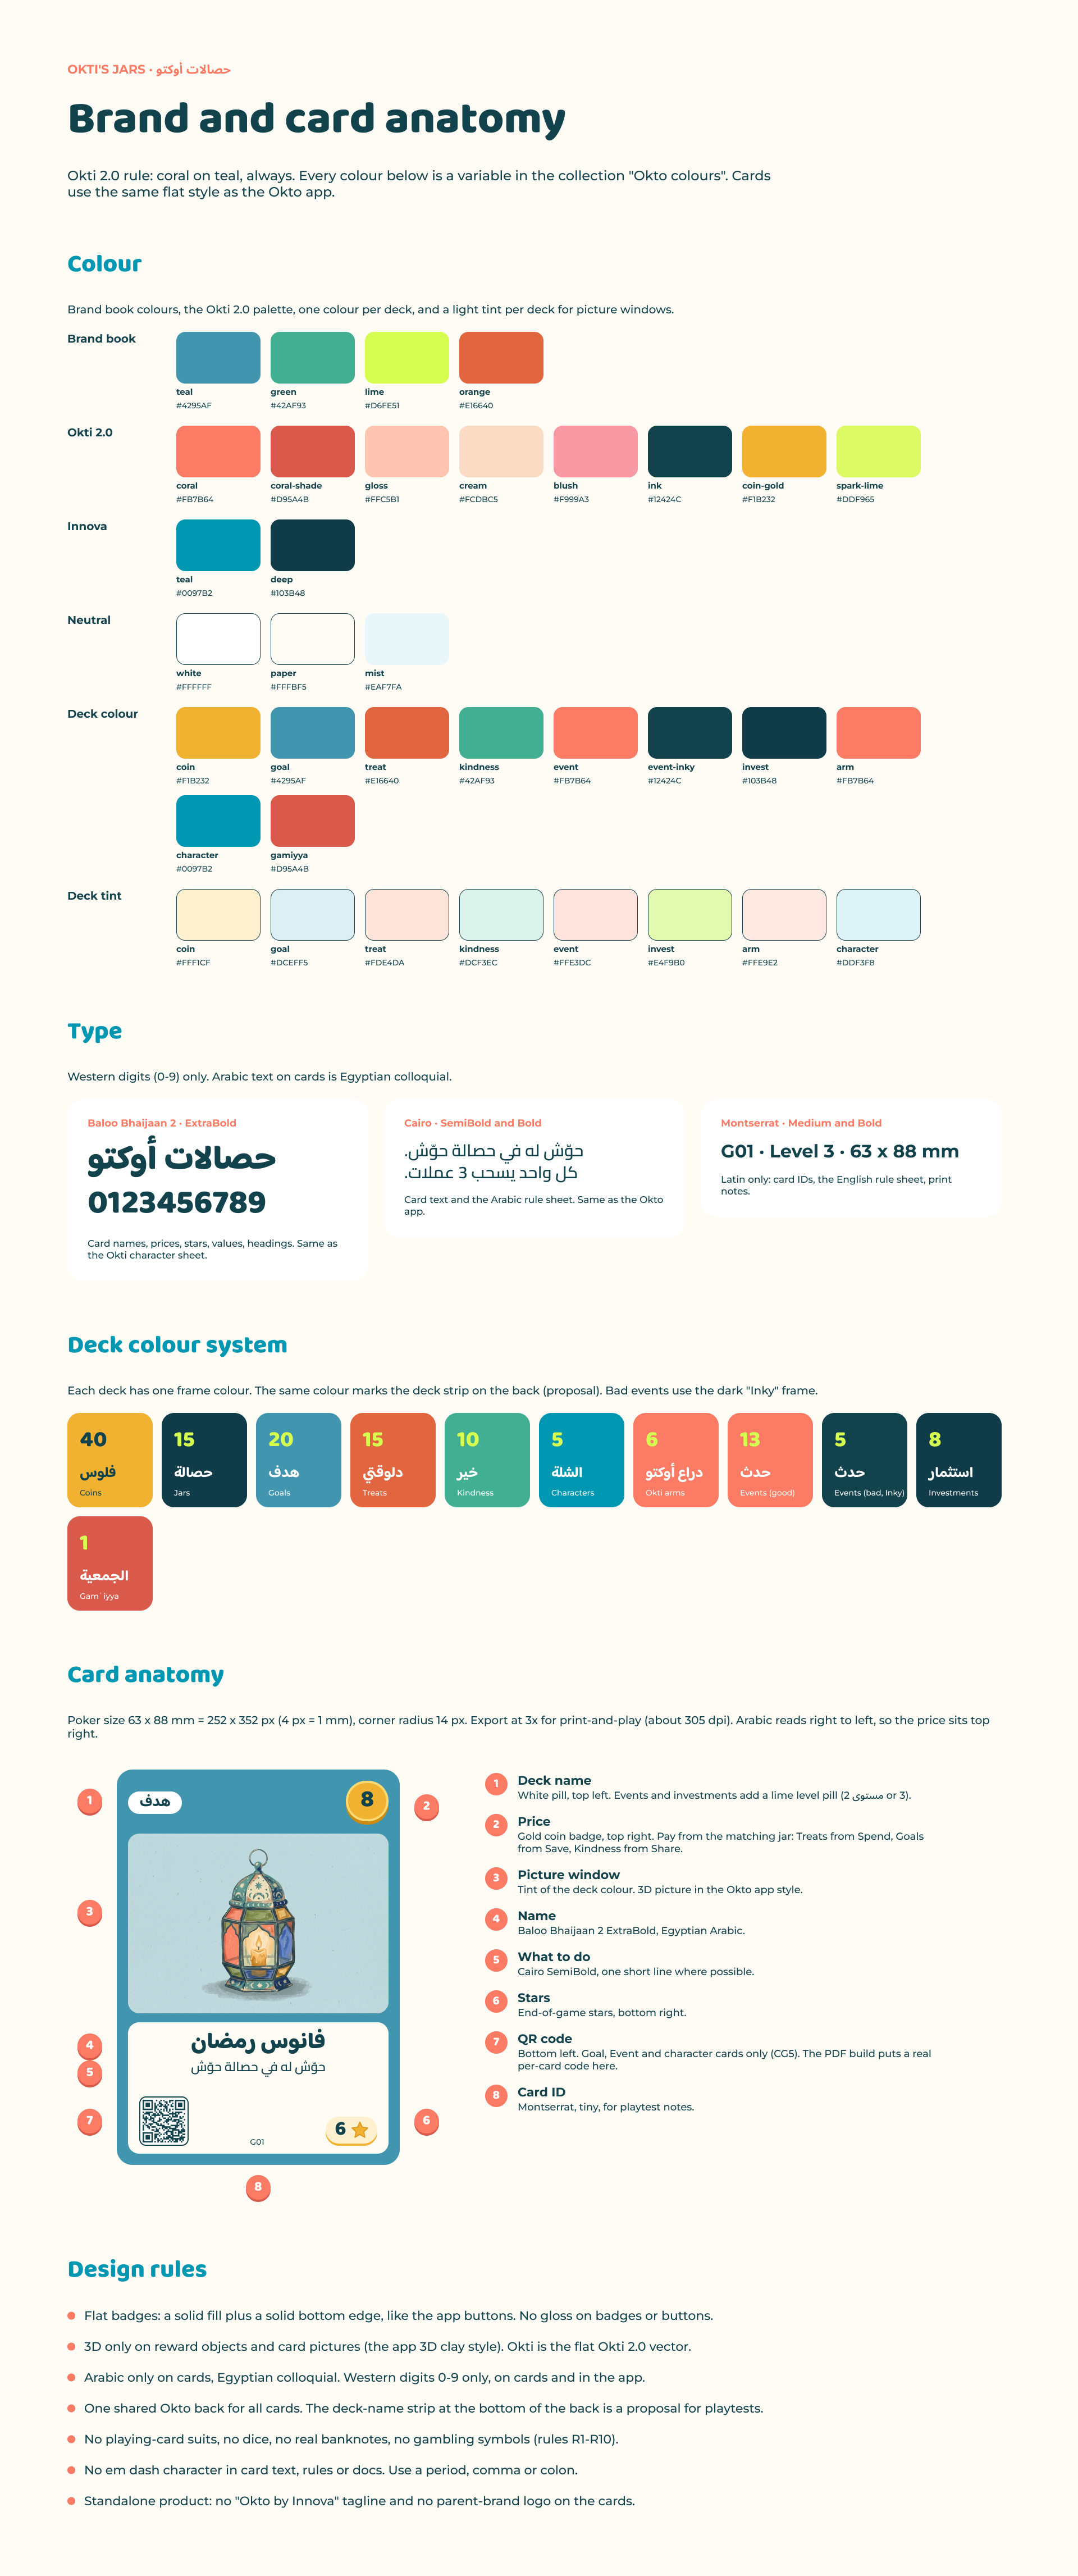 OKTI'S JARS · حصالات أوكتو
Brand and card anatomy
Okti 2.0 rule: coral on teal, always. Every colour below is a variable in the collection "Okto colours". Cards
use the same flat style as the Okto app.
Colour
Brand book colours, the Okti 2.0 palette, one colour per deck, and a light tint per deck for picture windows.
Brand book
teal green lime orange
#4295AF #42AF93 #D6FE51 #E16640
Okti 2.0
coral coral-shade gloss cream blush ink coin-gold spark-lime
#FB7B64 #D95A4B #FFC5B1 #FCDBC5 #F999A3 #12424C #F1B232 #DDF965
Innova
teal deep
#0097B2 #103B48
Neutral
white paper mist
#FFFFFF #FFFBF5 #EAF7FA
Deck colour
coin goal treat kindness event event-inky invest arm
#F1B232 #4295AF #E16640 #42AF93 #FB7B64 #12424C #103B48 #FB7B64
character gamiyya
#0097B2 #D95A4B
Deck tint
coin goal treat kindness event invest arm character
#FFF1CF #DCEFF5 #FDE4DA #DCF3EC #FFE3DC #E4F9B0 #FFE9E2 #DDF3F8
Type
Western digits (0-9) only. Arabic text on cards is Egyptian colloquial.
Baloo Bhaijaan 2 · ExtraBold
حصالات أوكتو
0123456789
Card names, prices, stars, values, headings. Same as
the Okti character sheet.
Cairo · SemiBold and Bold
حوّش له في حصالة حوّش.
كل واحد يسحب 3 عملات.
Card text and the Arabic rule sheet. Same as the Okto
app.
Montserrat · Medium and Bold
G01 · Level 3 · 63 x 88 mm
Latin only: card IDs, the English rule sheet, print
notes.
Deck colour system
Each deck has one frame colour. The same colour marks the deck strip on the back (proposal). Bad events use the dark "Inky" frame.
40
فلوس
Coins
15
حصالة
Jars
20
هدف
Goals
15
دلوقتي
Treats
10
خير
Kindness
5
الشلة
Characters
6
دراع أوكتو
Okti arms
13
حدث
Events (good)
5
حدث
Events (bad, Inky)
8
استثمار
Investments
1
الجمعية
Gam`iyya
Card anatomy
Poker size 63 x 88 mm = 252 x 352 px (4 px = 1 mm), corner radius 14 px. Export at 3x for print-and-play (about 305 dpi). Arabic reads right to left, so the price sits top
right.
1
هدف
8
2
3
4
فانوس رمضان
5
حوّش له في حصالة حوّش
7
G01
6
6
8
1 Deck name
White pill, top left. Events and investments add a lime level pill (مستوى 2 or 3).
2 Price
Gold coin badge, top right. Pay from the matching jar: Treats from Spend, Goals
from Save, Kindness from Share.
3 Picture window
Tint of the deck colour. 3D picture in the Okto app style.
4 Name
Baloo Bhaijaan 2 ExtraBold, Egyptian Arabic.
5 What to do
Cairo SemiBold, one short line where possible.
6 Stars
End-of-game stars, bottom right.
7 QR code
Bottom left. Goal, Event and character cards only (CG5). The PDF build puts a real
per-card code here.
8 Card ID
Montserrat, tiny, for playtest notes.
Design rules
Flat badges: a solid fill plus a solid bottom edge, like the app buttons. No gloss on badges or buttons.
3D only on reward objects and card pictures (the app 3D clay style). Okti is the flat Okti 2.0 vector.
Arabic only on cards, Egyptian colloquial. Western digits 0-9 only, on cards and in the app.
One shared Okto back for all cards. The deck-name strip at the bottom of the back is a proposal for playtests.
No playing-card suits, no dice, no real banknotes, no gambling symbols (rules R1-R10).
No em dash character in card text, rules or docs. Use a period, comma or colon.
Standalone product: no "Okto by Innova" tagline and no parent-brand logo on the cards.